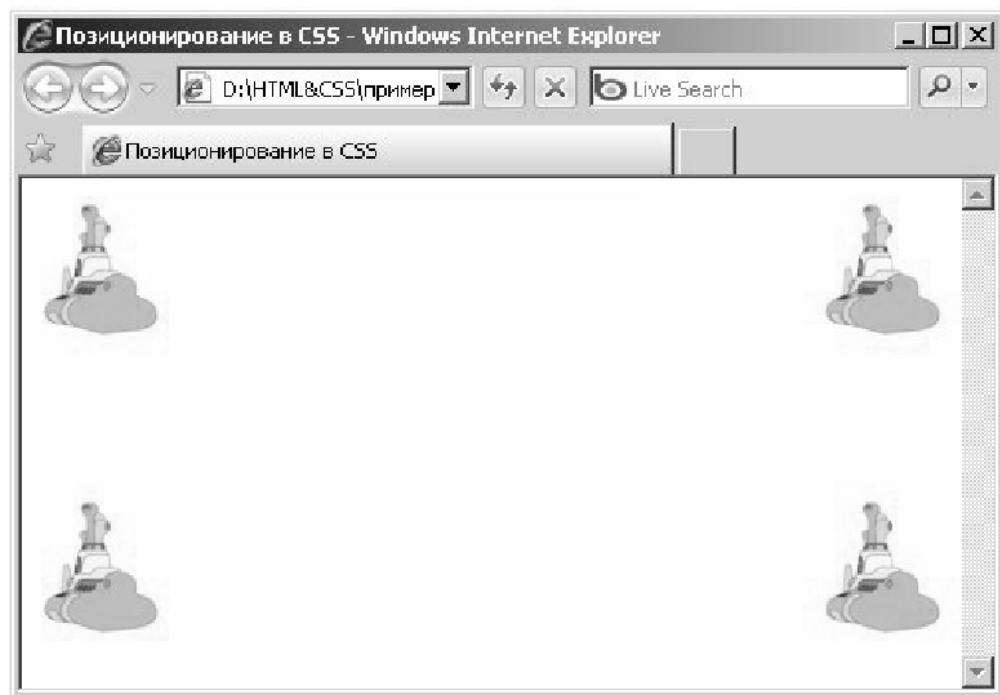 Позиционирование в CSS - Windows Internet Explorer
D:\HTML&CSS\пример
Live Search
Позиционирование в CSS